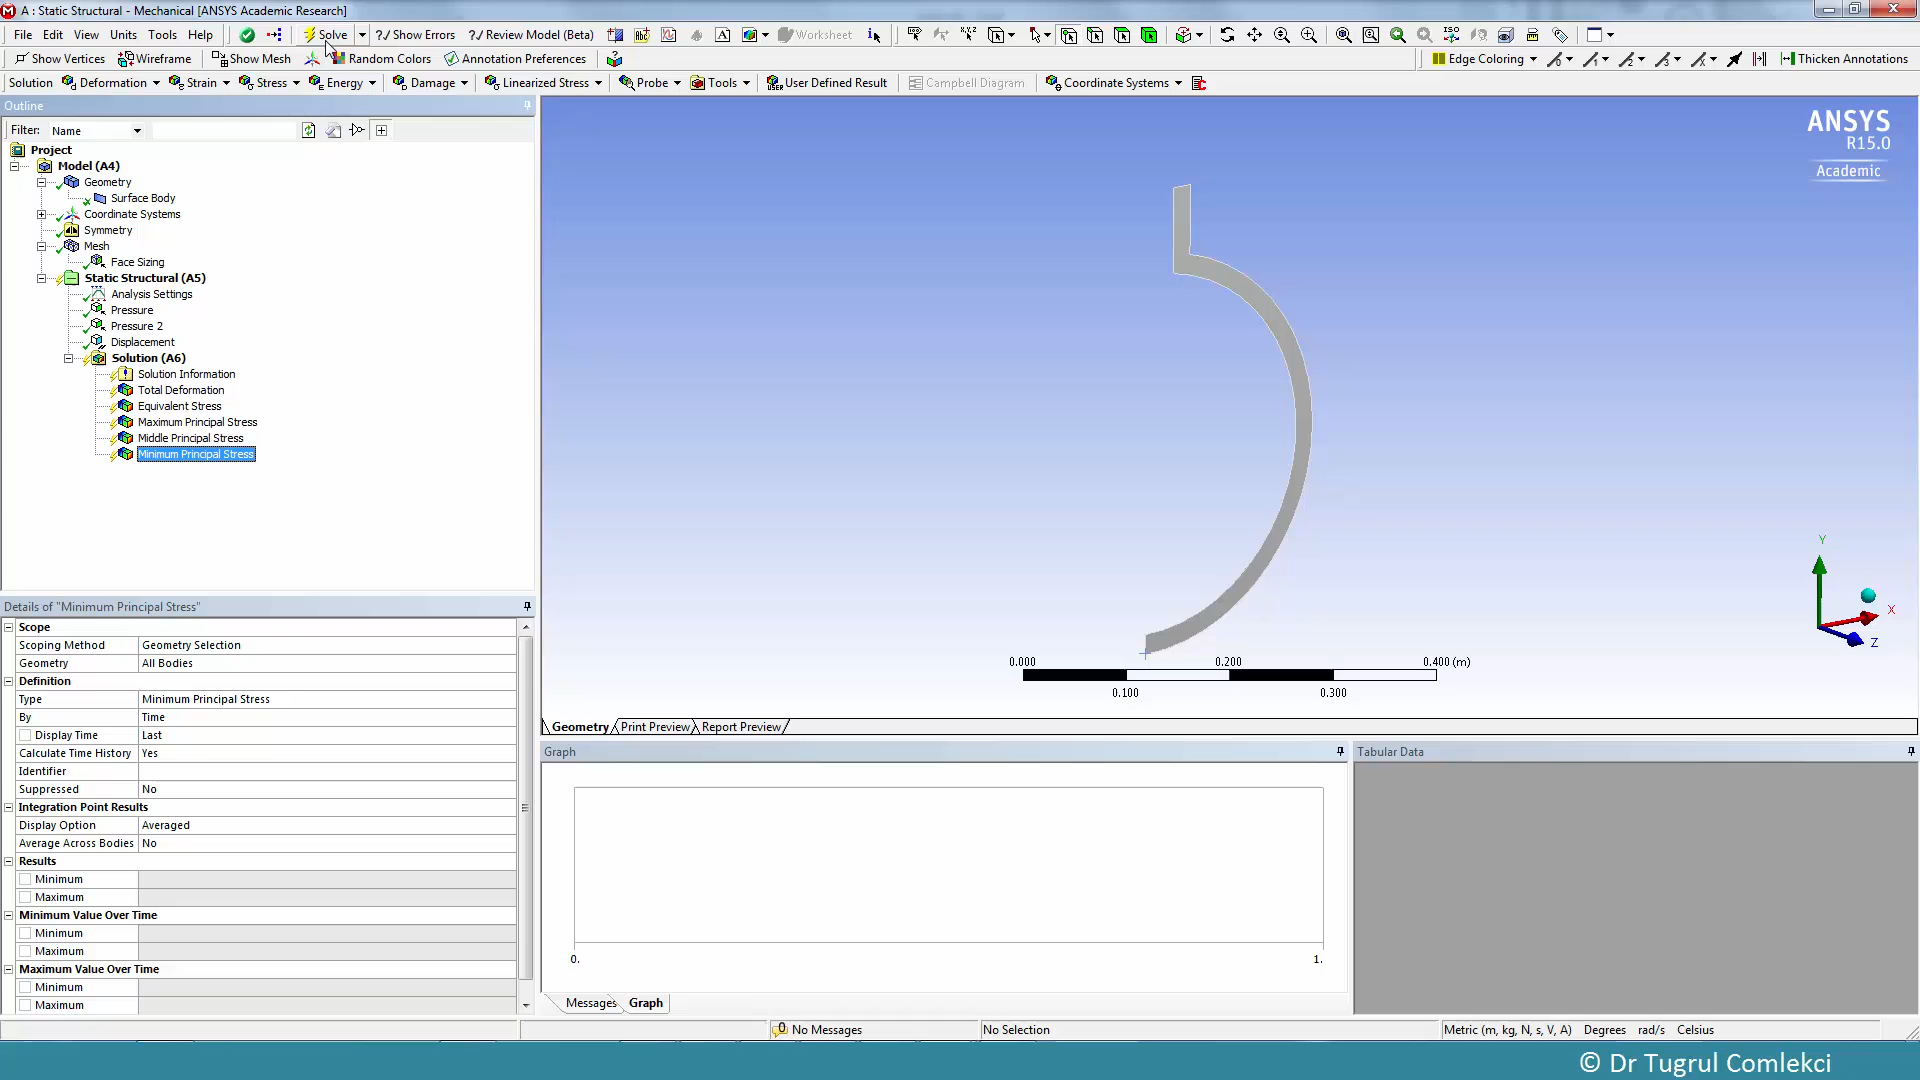 A : Static Structural - Mechanical [ANSYS Academic Research]
File Edit View Units Tools Help Solve ?/ Show Errors ?/ Review Model (Beta) Worksheet
Show Vertices Wireframe Show Mesh Random Colors Annotation Preferences Edge Coloring Thicken Annotations
Solution Deformation Strain Stress Energy Damage Linearized Stress Probe Tools User Defined Result Campbell Diagram Coordinate Systems
Outline
Filter: Name
Project
Model (A4)
Geometry
Surface Body
Coordinate Systems
Symmetry
Mesh
Face Sizing
Static Structural (A5)
Analysis Settings
Pressure
Pressure 2
Displacement
Solution (A6)
Solution Information
Total Deformation
Equivalent Stress
Maximum Principal Stress
Middle Principal Stress
Minimum Principal Stress
Details of "Minimum Principal Stress"
Scope
Scoping Method Geometry Selection
Geometry All Bodies
Definition
Type Minimum Principal Stress
By Time
Display Time Last
Calculate Time History Yes
Identifier
Suppressed No
Integration Point Results
Display Option Averaged
Average Across Bodies No
Results
Minimum
Maximum
Minimum Value Over Time
Minimum
Maximum
Maximum Value Over Time
Minimum
Maximum
ANSYS
R15.0
Academic
Y
X
Z
0.000 0.200 0.400 (m)
0.100 0.300
Geometry Print Preview Report Preview
Graph
0. 1.
Messages Graph
Tabular Data
0 No Messages No Selection Metric (m, kg, N, s, V, A) Degrees rad/s Celsius
© Dr Tugrul Comlekci